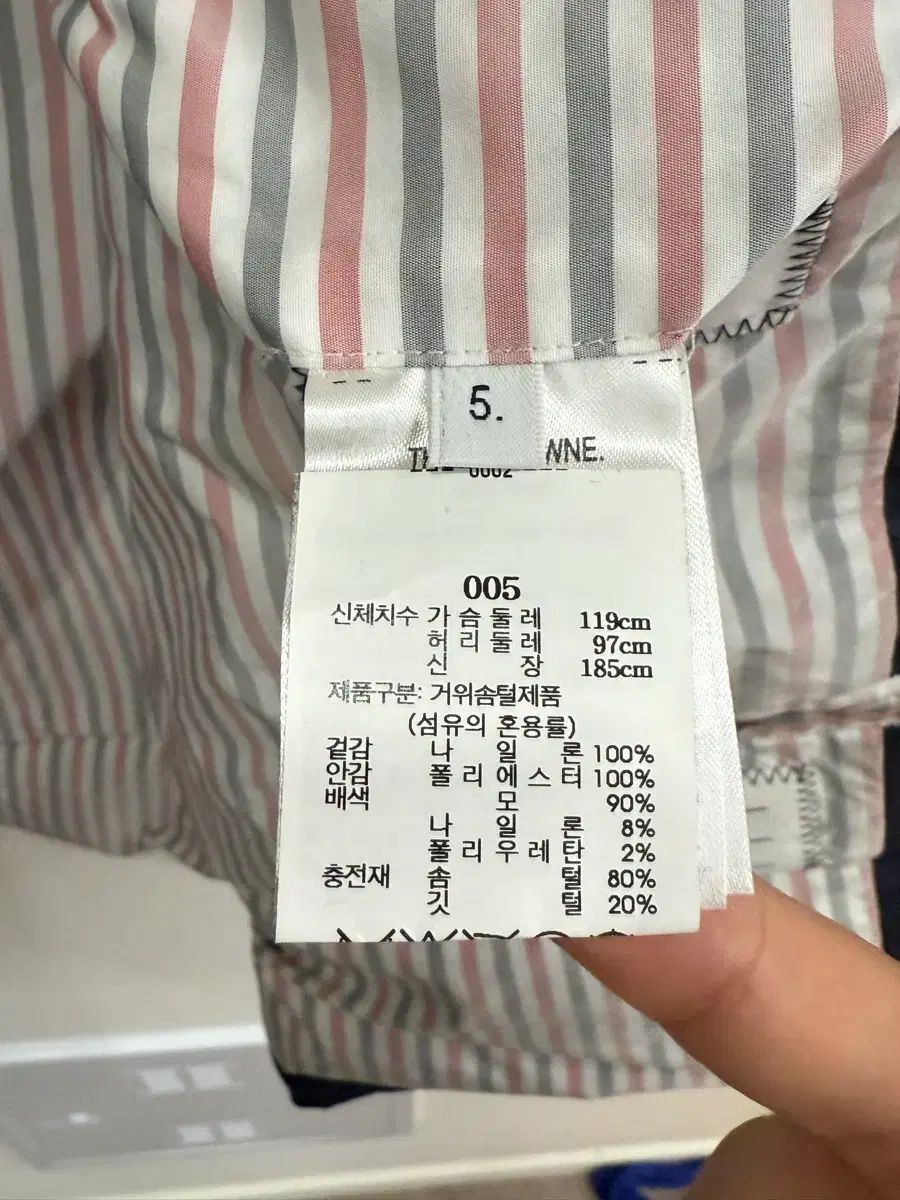 5.
WNE.
005
신체치수 가 슴 둘 레 119cm
허 리 둘 레 97cm
신 장 185cm
제품구분: 거위솜털제품
(섬유의 혼용률)
겉감 나 일 론 100%
안감 폴 리 에 스 터 100%
배색 모 90%
나 일 론 8%
폴 리 우 레 탄 2%
충전재 솜 털 80%
깃 털 20%